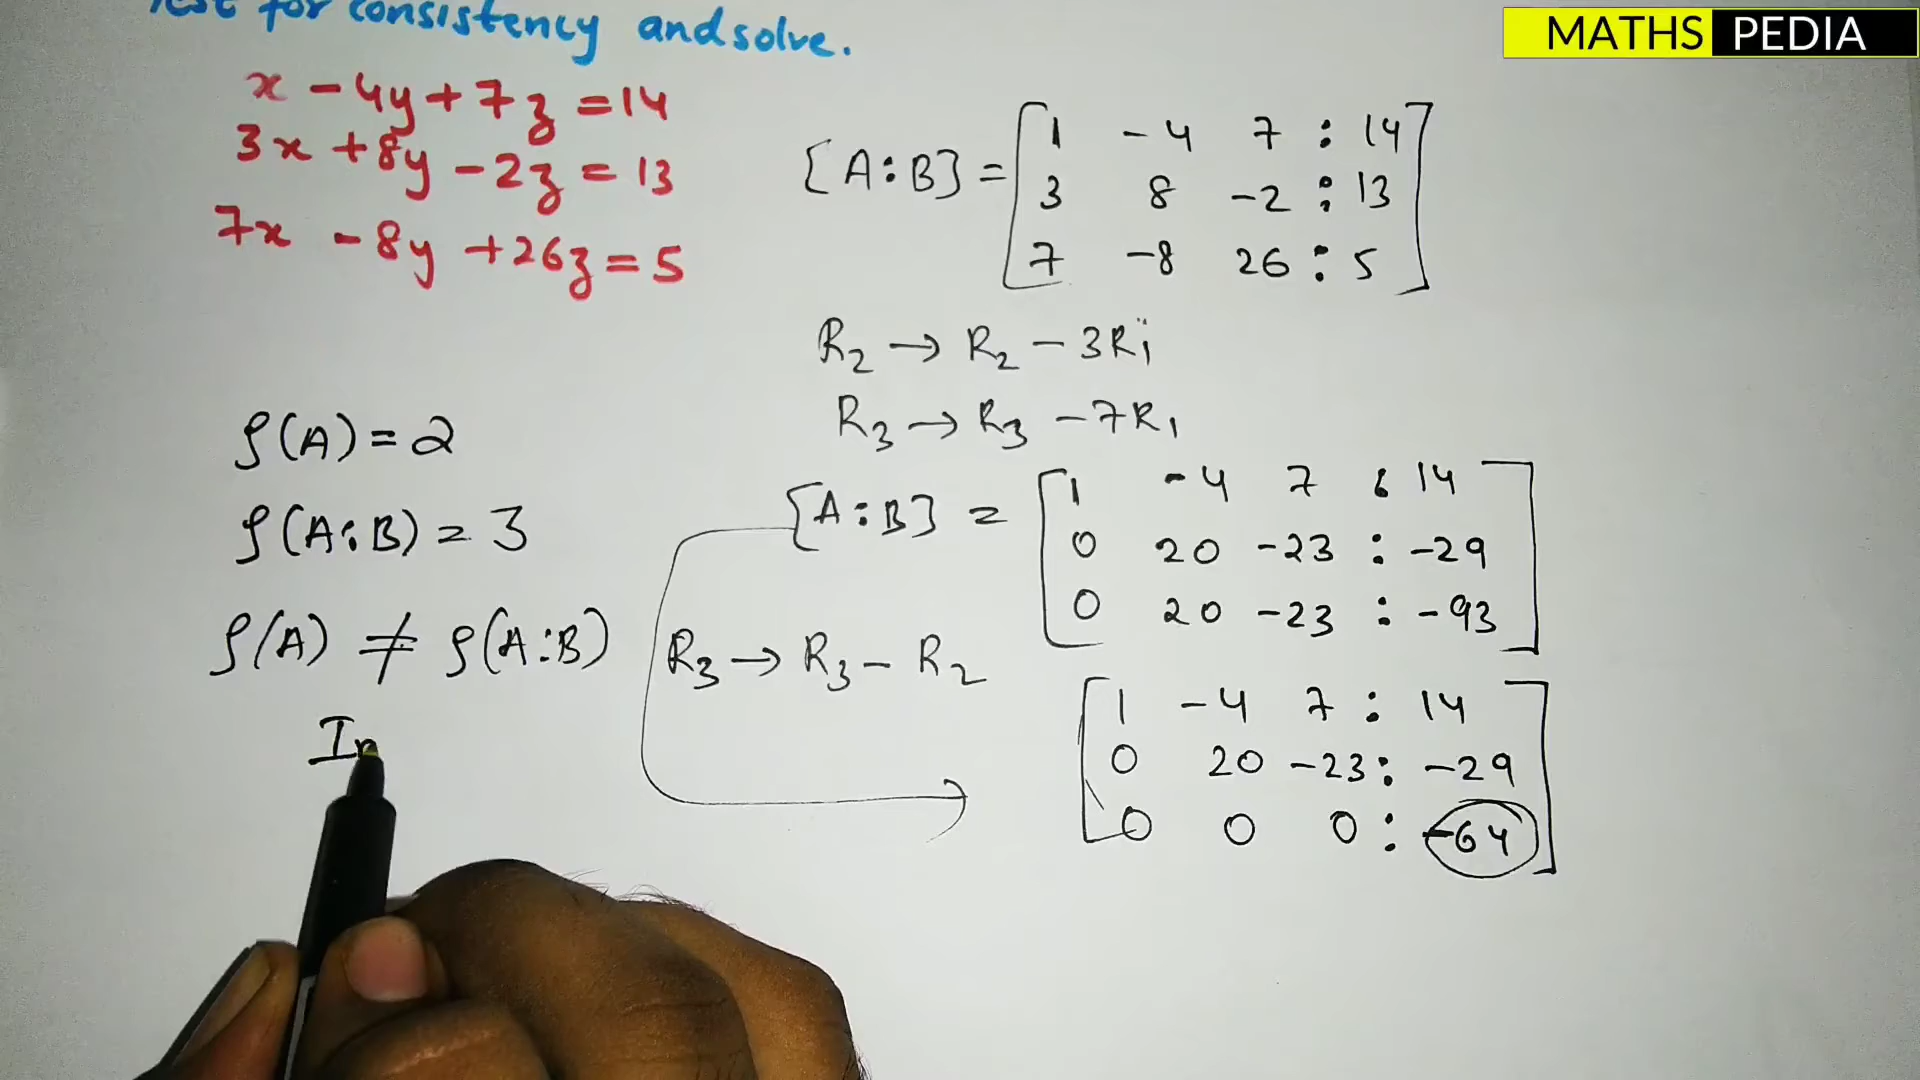 Test for consistency and solve.
MATHS PEDIA
x - 4y + 7z = 14
3x + 8y - 2z = 13
7x - 8y + 26z = 5
[A:B] = [1 -4 7 : 14
3 8 -2 : 13
7 -8 26 : 5]
R2 → R2 - 3R1
R3 → R3 - 7R1
[A:B] = [1 -4 7 : 14
0 20 -23 : -29
0 20 -23 : -93]
R3 → R3 - R2
[1 -4 7 : 14
0 20 -23 : -29
0 0 0 : -64]
ρ(A) = 2
ρ(A:B) = 3
ρ(A) ≠ ρ(A:B)
In